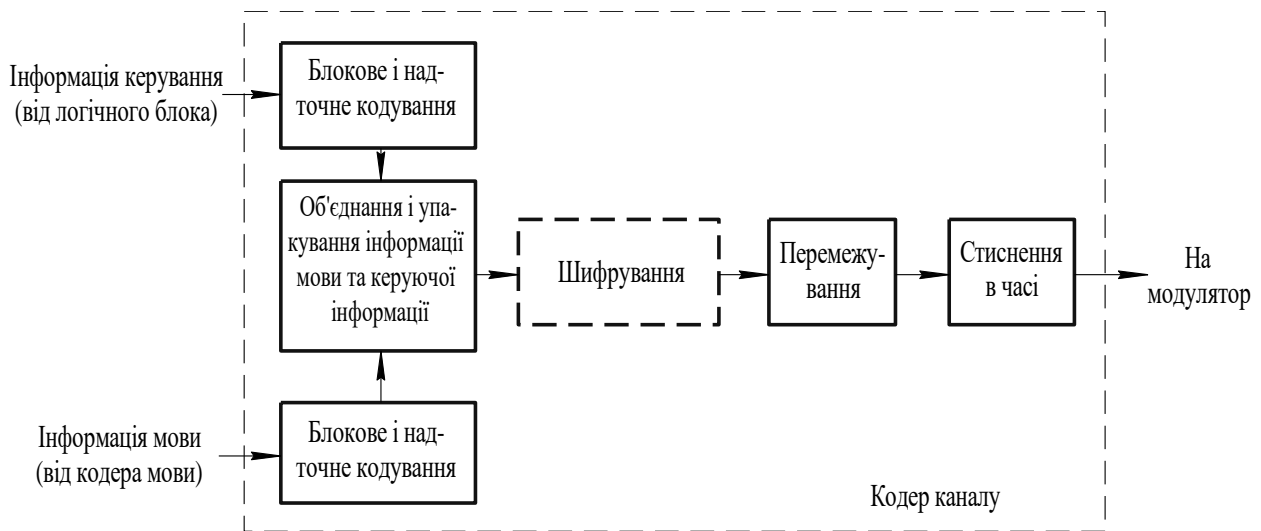 Інформація керування
(від логічного блока)
Блокове і над-
точне кодування
Об'єднання і упа-
кування інформації
мови та керуючої
інформації
Шифрування
Перемежу-
вання
Стиснення
в часі
На
модулятор
Інформація мови
(від кодера мови)
Блокове і над-
точне кодування
Кодер каналу